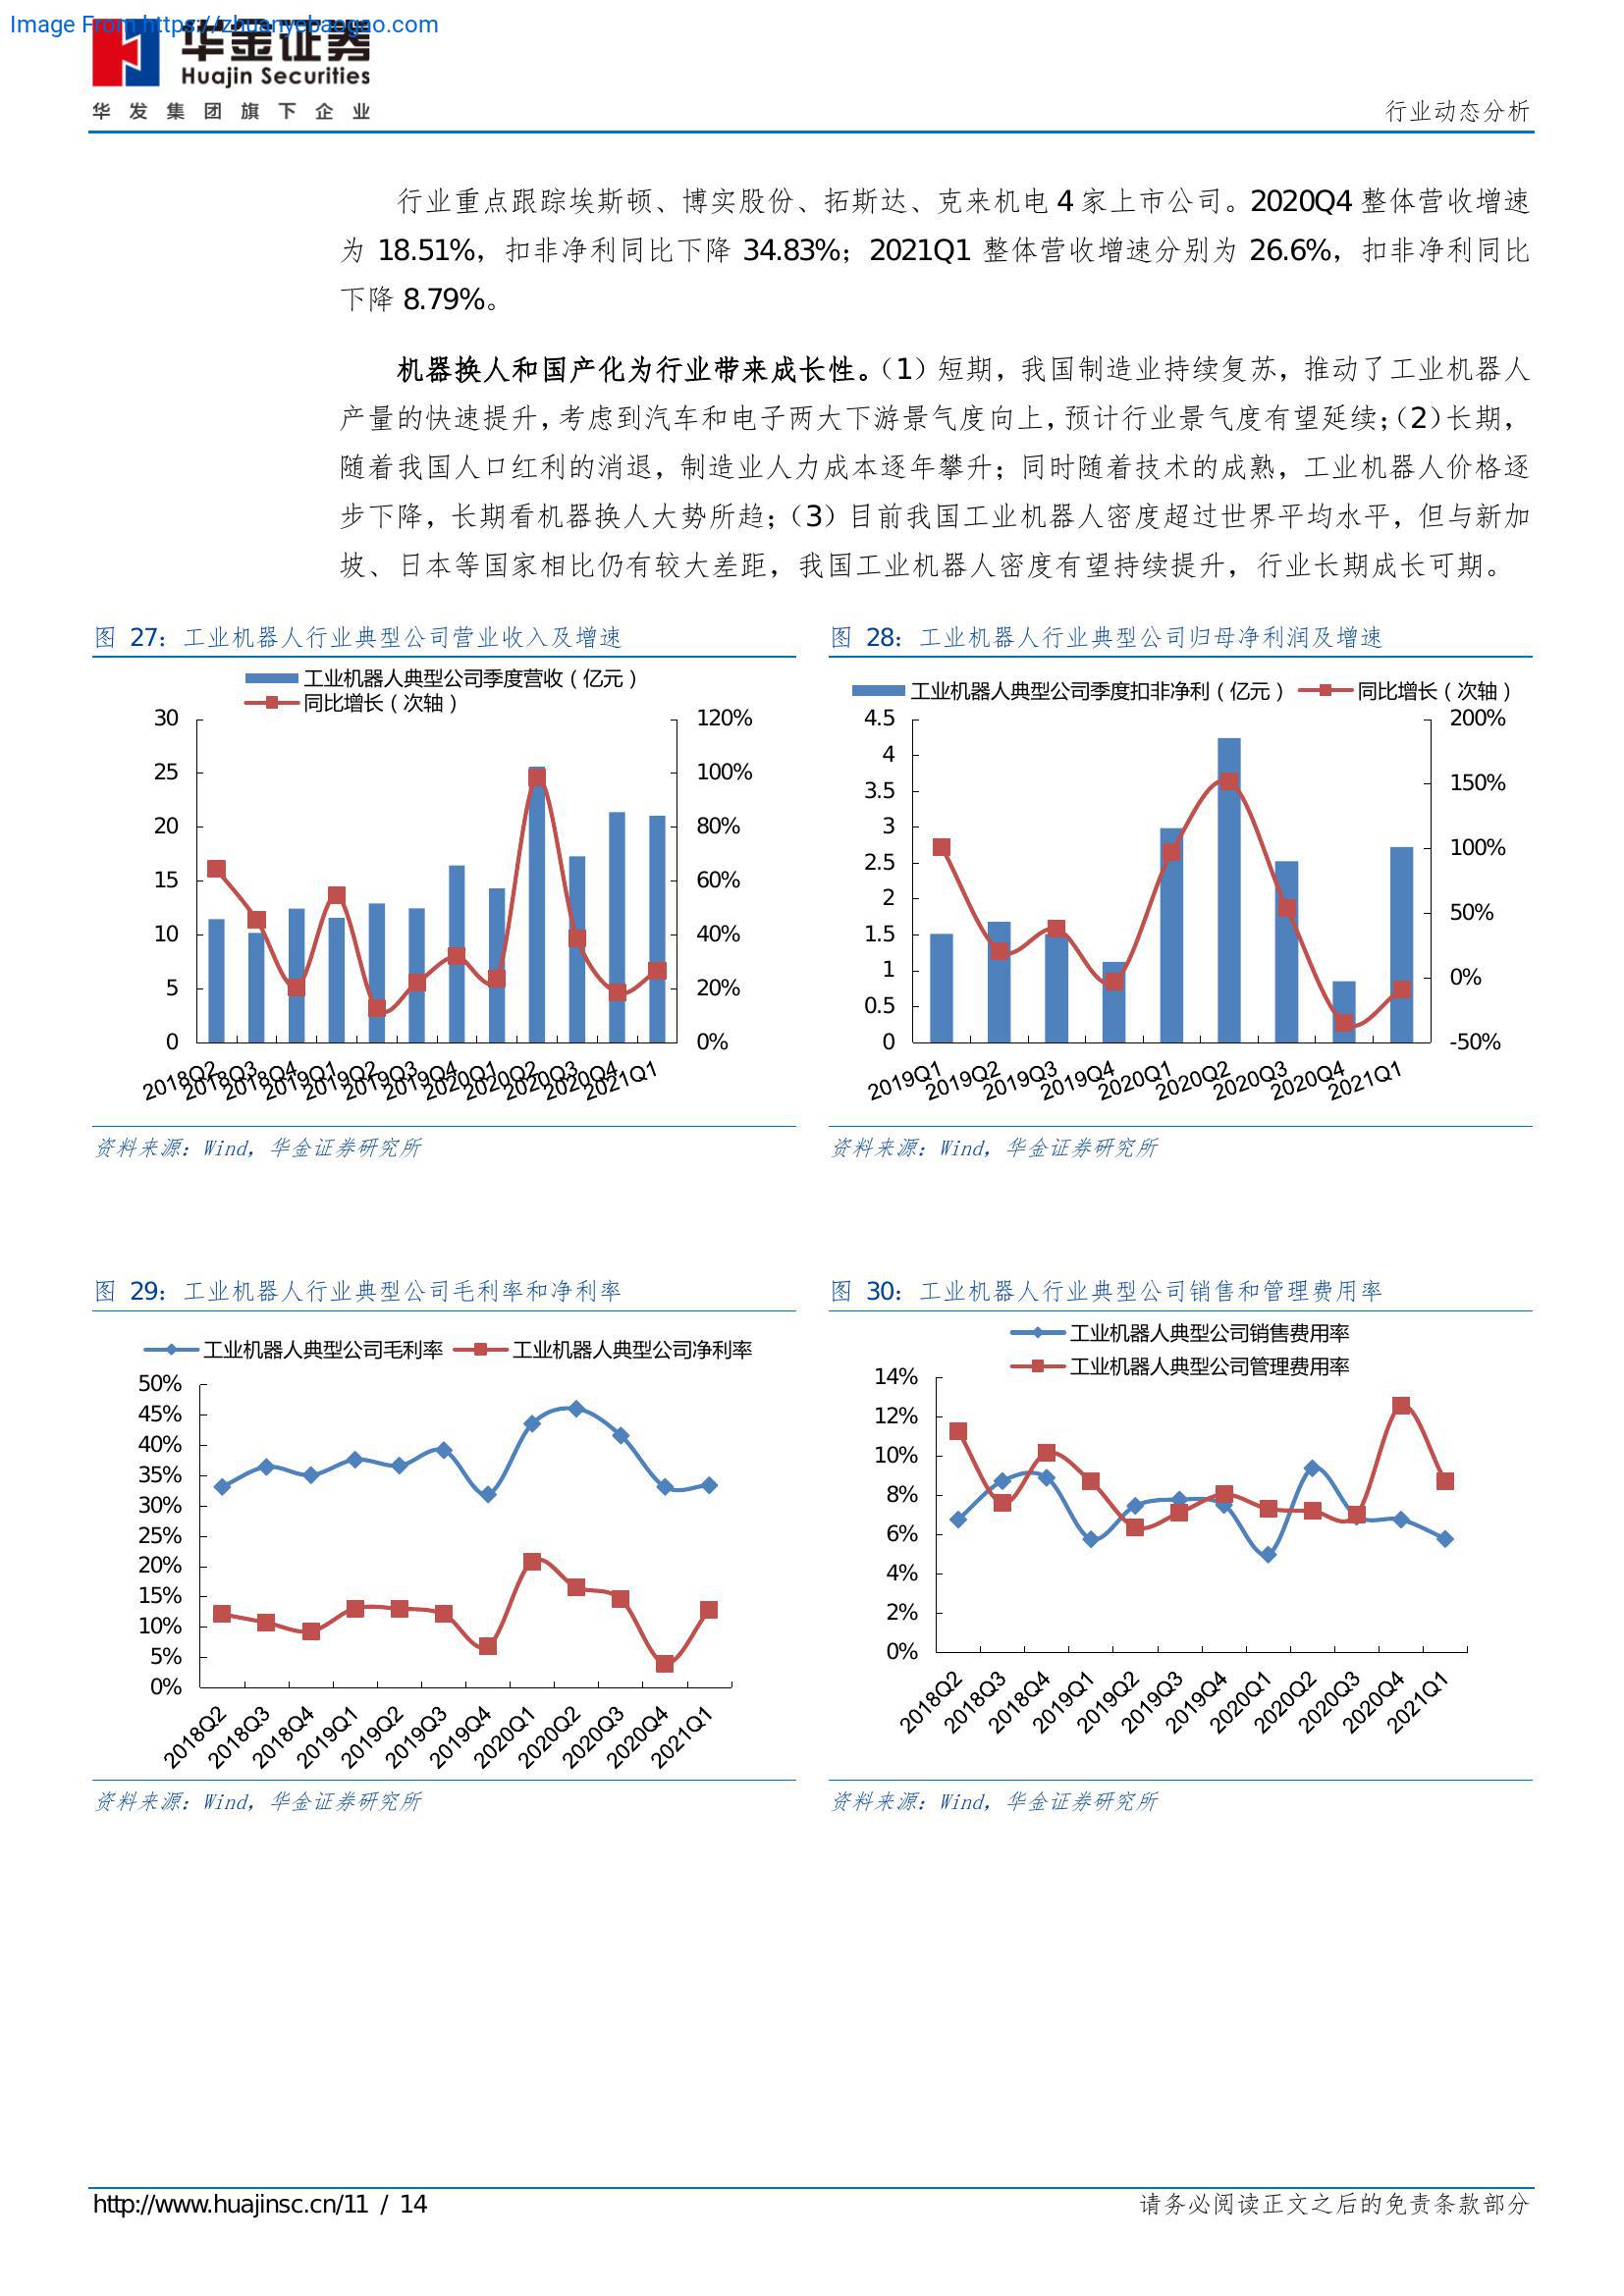 Image From https://zhuanyebaogao.com
华金证券
Huajin Securities
华发集团旗下企业
行业动态分析
行业重点跟踪埃斯顿、博实股份、拓斯达、克来机电 4 家上市公司。2020Q4 整体营收增速
为 18.51%，扣非净利同比下降 34.83%；2021Q1 整体营收增速分别为 26.6%，扣非净利同比
下降 8.79%。
机器换人和国产化为行业带来成长性。（1）短期，我国制造业持续复苏，推动了工业机器人
产量的快速提升，考虑到汽车和电子两大下游景气度向上，预计行业景气度有望延续；（2）长期，
随着我国人口红利的消退，制造业人力成本逐年攀升；同时随着技术的成熟，工业机器人价格逐
步下降，长期看机器换人大势所趋；（3）目前我国工业机器人密度超过世界平均水平，但与新加
坡、日本等国家相比仍有较大差距，我国工业机器人密度有望持续提升，行业长期成长可期。
图 27：工业机器人行业典型公司营业收入及增速
工业机器人典型公司季度营收（亿元）
同比增长（次轴）
30
25
20
15
10
5
0
120%
100%
80%
60%
40%
20%
0%
2018Q2
2018Q3
2018Q4
2019Q1
2019Q2
2019Q3
2019Q4
2020Q1
2020Q2
2020Q3
2020Q4
2021Q1
资料来源：Wind，华金证券研究所
图 28：工业机器人行业典型公司归母净利润及增速
工业机器人典型公司季度扣非净利（亿元） 同比增长（次轴）
4.5
4
3.5
3
2.5
2
1.5
1
0.5
0
200%
150%
100%
50%
0%
-50%
2019Q1
2019Q2
2019Q3
2019Q4
2020Q1
2020Q2
2020Q3
2020Q4
2021Q1
资料来源：Wind，华金证券研究所
图 29：工业机器人行业典型公司毛利率和净利率
工业机器人典型公司毛利率 工业机器人典型公司净利率
50%
45%
40%
35%
30%
25%
20%
15%
10%
5%
0%
2018Q2
2018Q3
2018Q4
2019Q1
2019Q2
2019Q3
2019Q4
2020Q1
2020Q2
2020Q3
2020Q4
2021Q1
资料来源：Wind，华金证券研究所
图 30：工业机器人行业典型公司销售和管理费用率
工业机器人典型公司销售费用率
工业机器人典型公司管理费用率
14%
12%
10%
8%
6%
4%
2%
0%
2018Q2
2018Q3
2018Q4
2019Q1
2019Q2
2019Q3
2019Q4
2020Q1
2020Q2
2020Q3
2020Q4
2021Q1
资料来源：Wind，华金证券研究所
http://www.huajinsc.cn/11 / 14
请务必阅读正文之后的免责条款部分